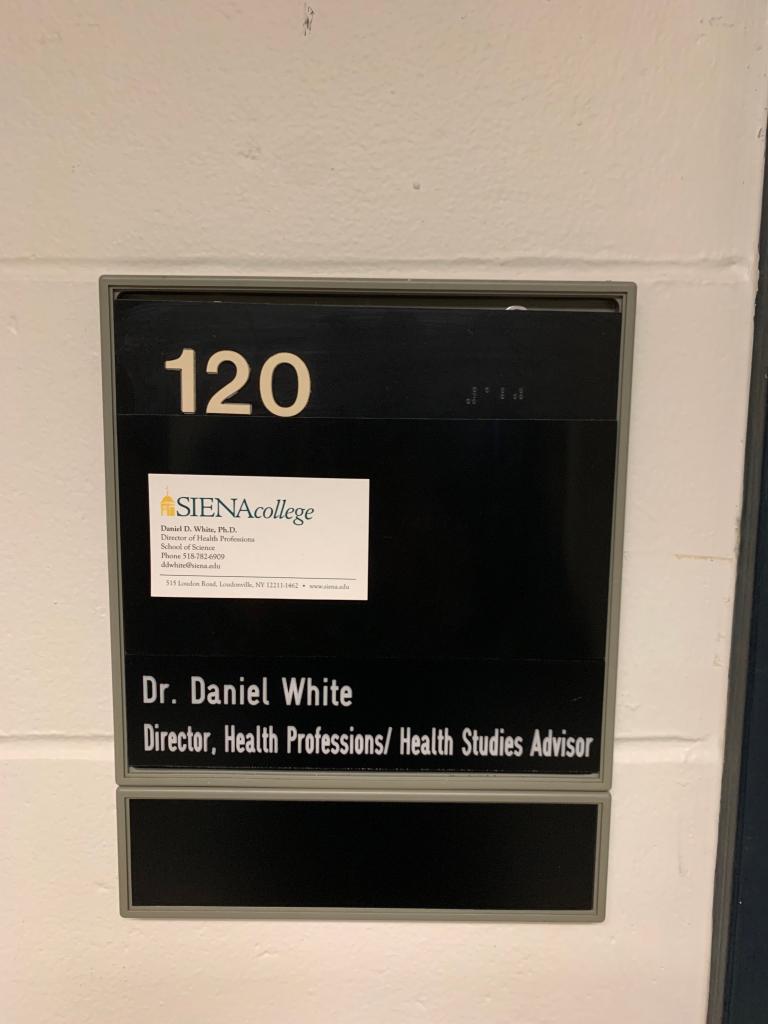 120
SIENAcollege
Daniel D. White, Ph.D.
Director of Health Professions
School of Science
Phone 518-782-6909
ddwhite@siena.edu
515 Loudon Road, Loudonville, NY 12211-1462 • www.siena.edu
Dr. Daniel White
Director, Health Professions/ Health Studies Advisor